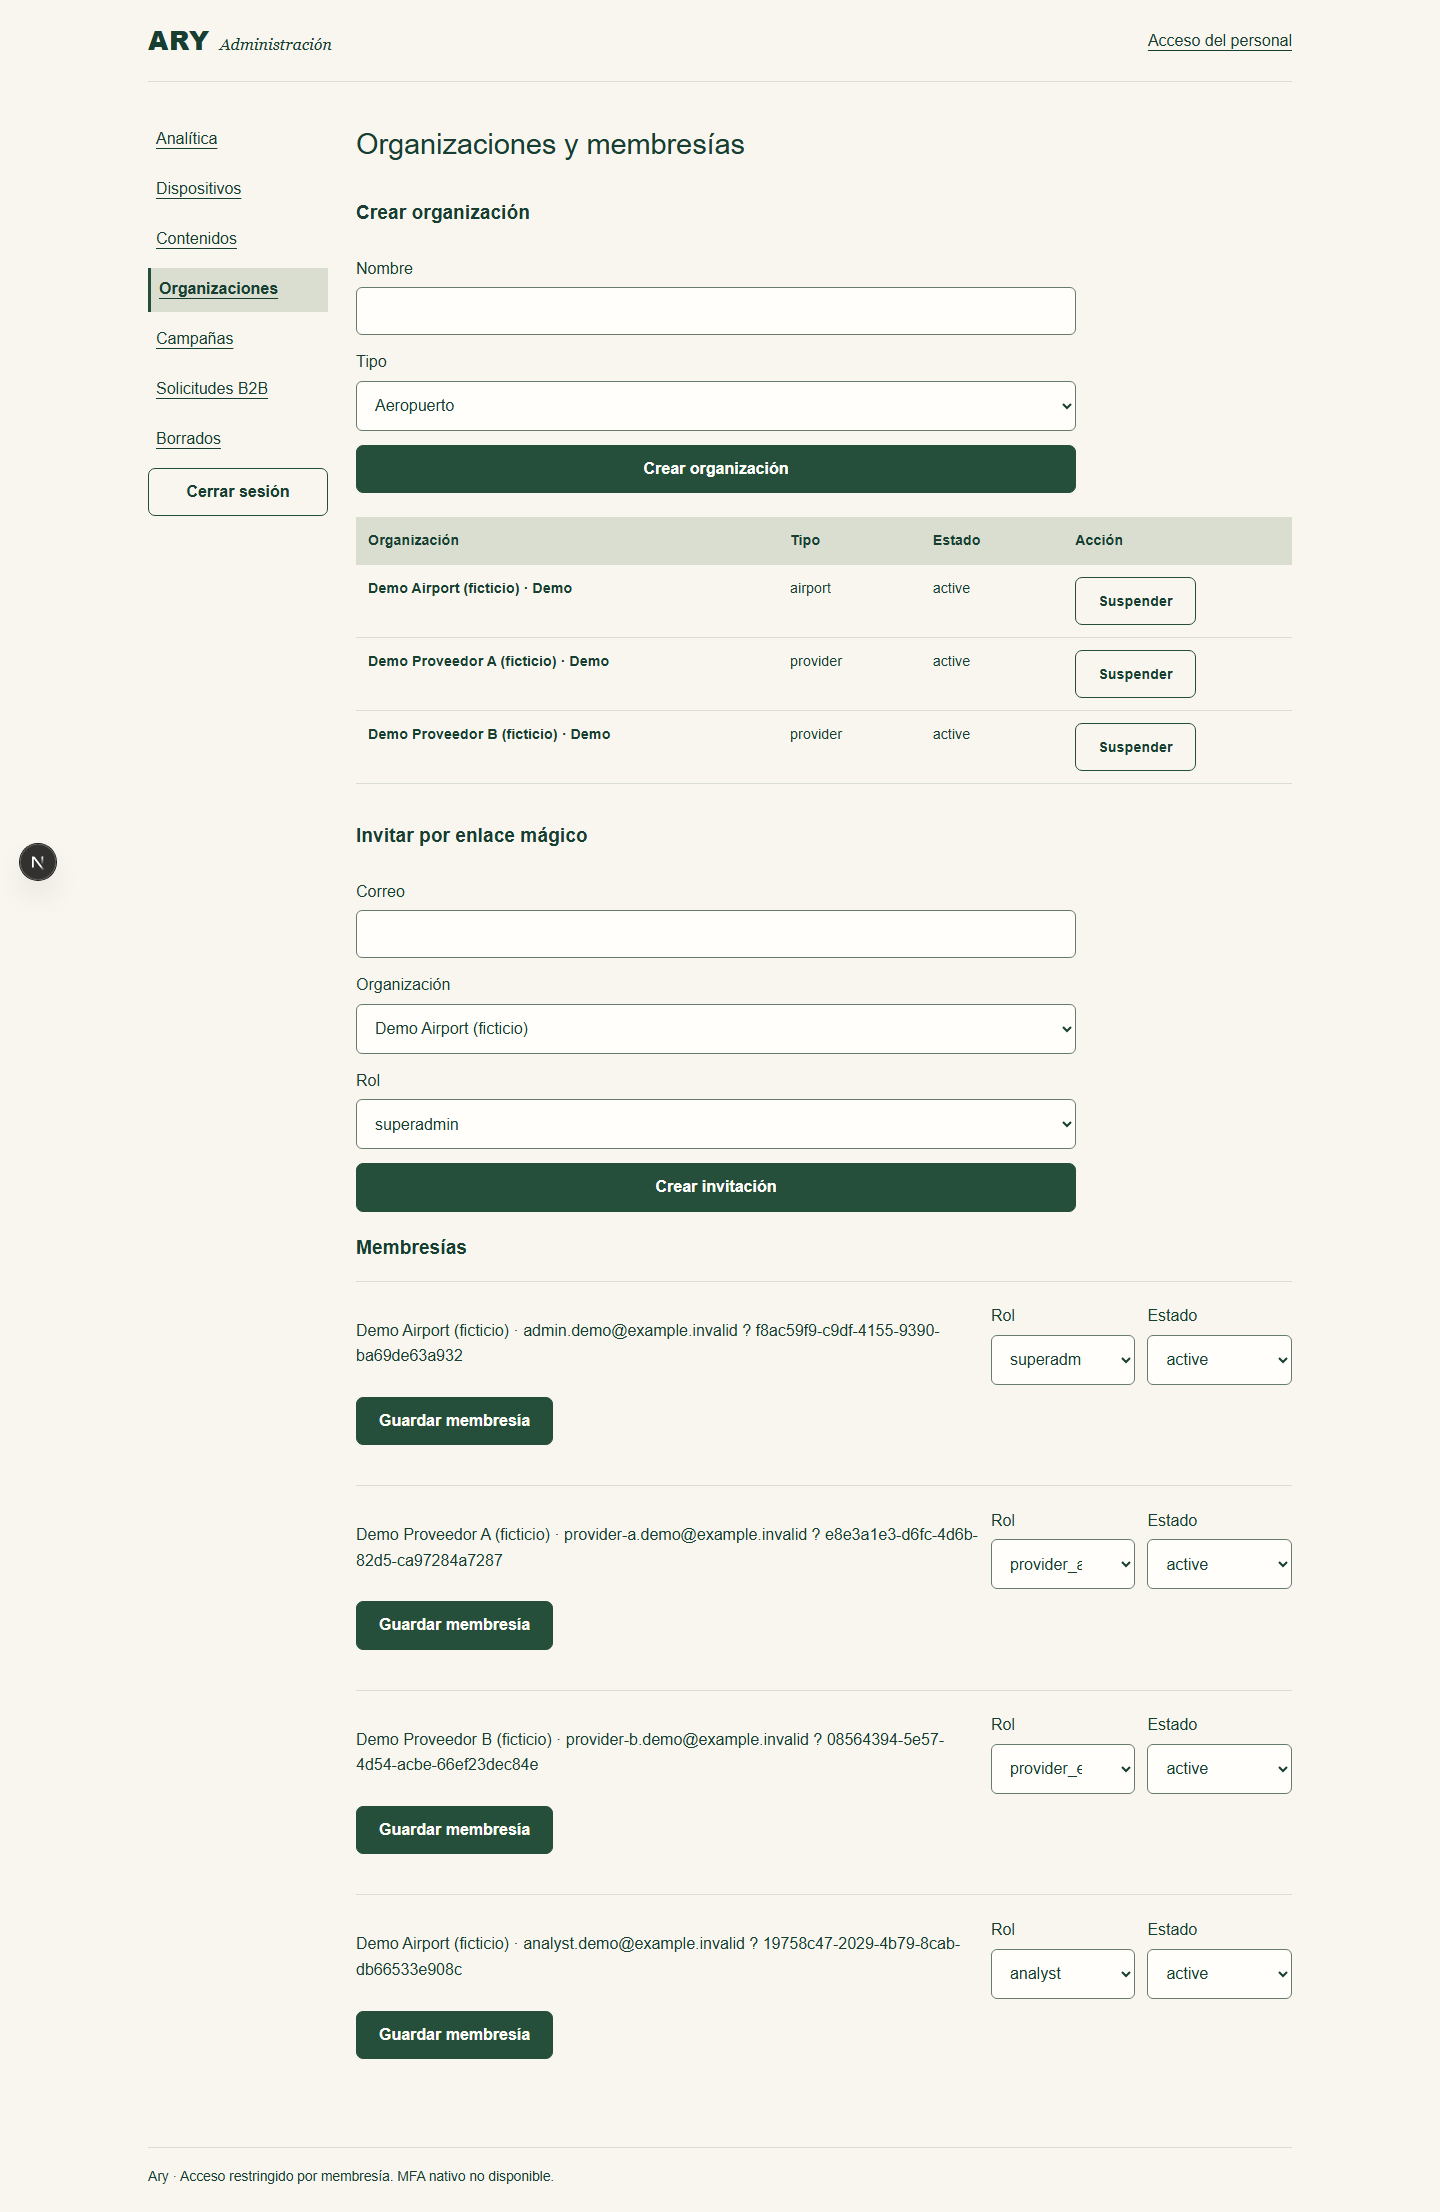 ARY Administración
Acceso del personal
Analítica
Dispositivos
Contenidos
Organizaciones
Campañas
Solicitudes B2B
Borrados
Cerrar sesión
Organizaciones y membresías
Crear organización
Nombre
Tipo
Aeropuerto
Crear organización
Organización Tipo Estado Acción
Demo Airport (ficticio) · Demo airport active Suspender
Demo Proveedor A (ficticio) · Demo provider active Suspender
Demo Proveedor B (ficticio) · Demo provider active Suspender
Invitar por enlace mágico
Correo
Organización
Demo Airport (ficticio)
Rol
superadmin
Crear invitación
Membresías
Demo Airport (ficticio) · admin.demo@example.invalid ? f8ac59f9-c9df-4155-9390-
ba69de63a932
Rol Estado
superadm active
Guardar membresía
Demo Proveedor A (ficticio) · provider-a.demo@example.invalid ? e8e3a1e3-d6fc-4d6b-
82d5-ca97284a7287
Rol Estado
provider_a active
Guardar membresía
Demo Proveedor B (ficticio) · provider-b.demo@example.invalid ? 08564394-5e57-
4d54-acbe-66ef23dec84e
Rol Estado
provider_e active
Guardar membresía
Demo Airport (ficticio) · analyst.demo@example.invalid ? 19758c47-2029-4b79-8cab-
db66533e908c
Rol Estado
analyst active
Guardar membresía
N
Ary · Acceso restringido por membresía. MFA nativo no disponible.